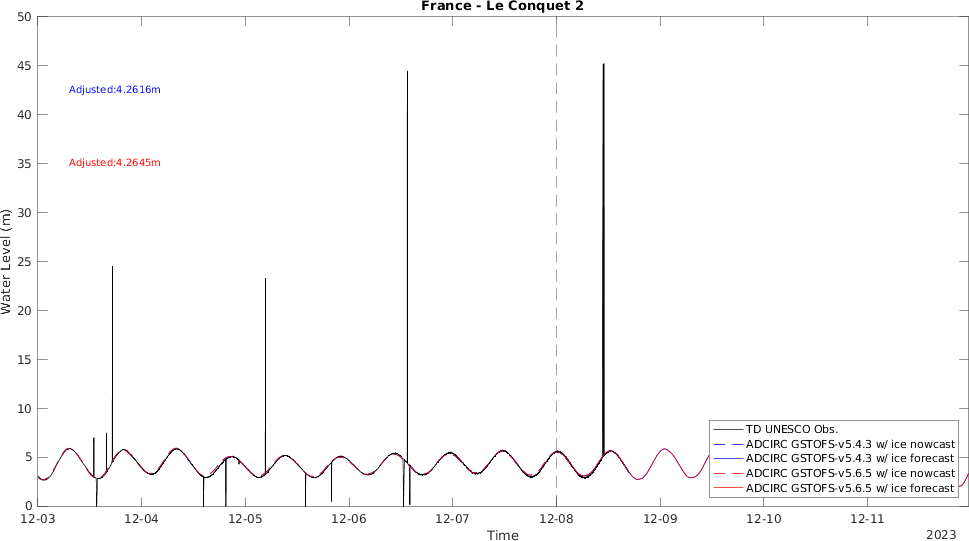 France - Le Conquet 2
50
45
40
35
30
25
20
15
10
5
0
Water Level (m)
Adjusted:4.2616m
Adjusted:4.2645m
TD UNESCO Obs.
ADCIRC GSTOFS-v5.4.3 w/ ice nowcast
ADCIRC GSTOFS-v5.4.3 w/ ice forecast
ADCIRC GSTOFS-v5.6.5 w/ ice nowcast
ADCIRC GSTOFS-v5.6.5 w/ ice forecast
12-03 12-04 12-05 12-06 12-07 12-08 12-09 12-10 12-11
Time
2023